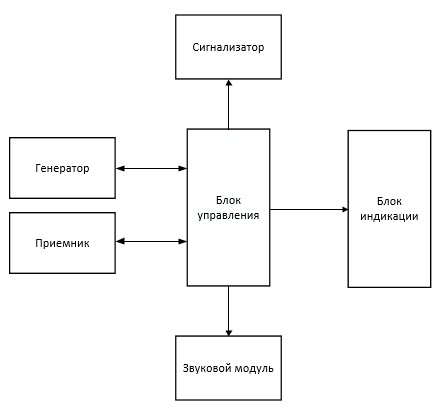 Сигнализатор
Генератор
Приемник
Блок
управления
Блок
индикации
Звуковой модуль